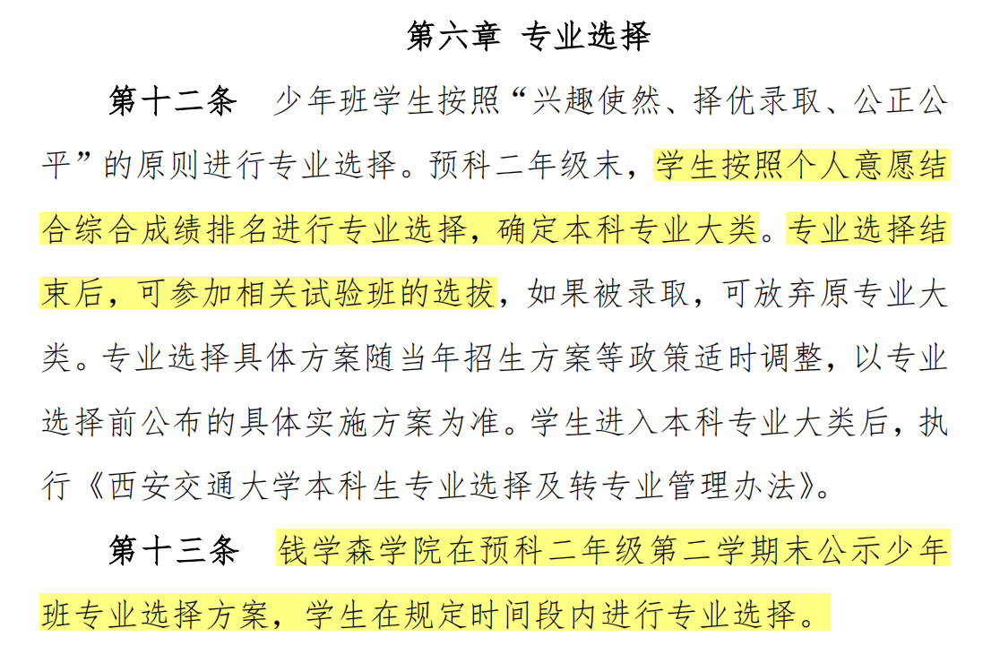 第六章 专业选择
第十二条 少年班学生按照“兴趣使然、择优录取、公正公
平”的原则进行专业选择。预科二年级末，学生按照个人意愿结
合综合成绩排名进行专业选择，确定本科专业大类。专业选择结
束后，可参加相关试验班的选拔，如果被录取，可放弃原专业大
类。专业选择具体方案随当年招生方案等政策适时调整，以专业
选择前公布的具体实施方案为准。学生进入本科专业大类后，执
行《西安交通大学本科生专业选择及转专业管理办法》。
第十三条 钱学森学院在预科二年级第二学期末公示少年
班专业选择方案，学生在规定时间段内进行专业选择。